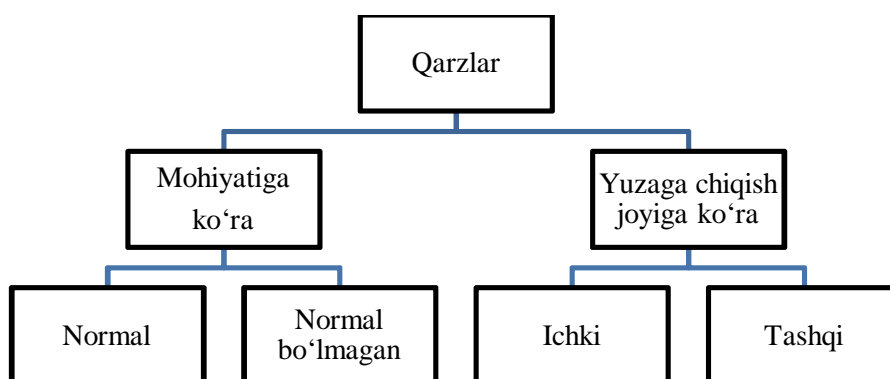 Qarzlar
Mohiyatiga
ko‘ra
Yuzaga chiqish
joyiga ko‘ra
Normal
Normal
bo‘lmagan
Ichki
Tashqi